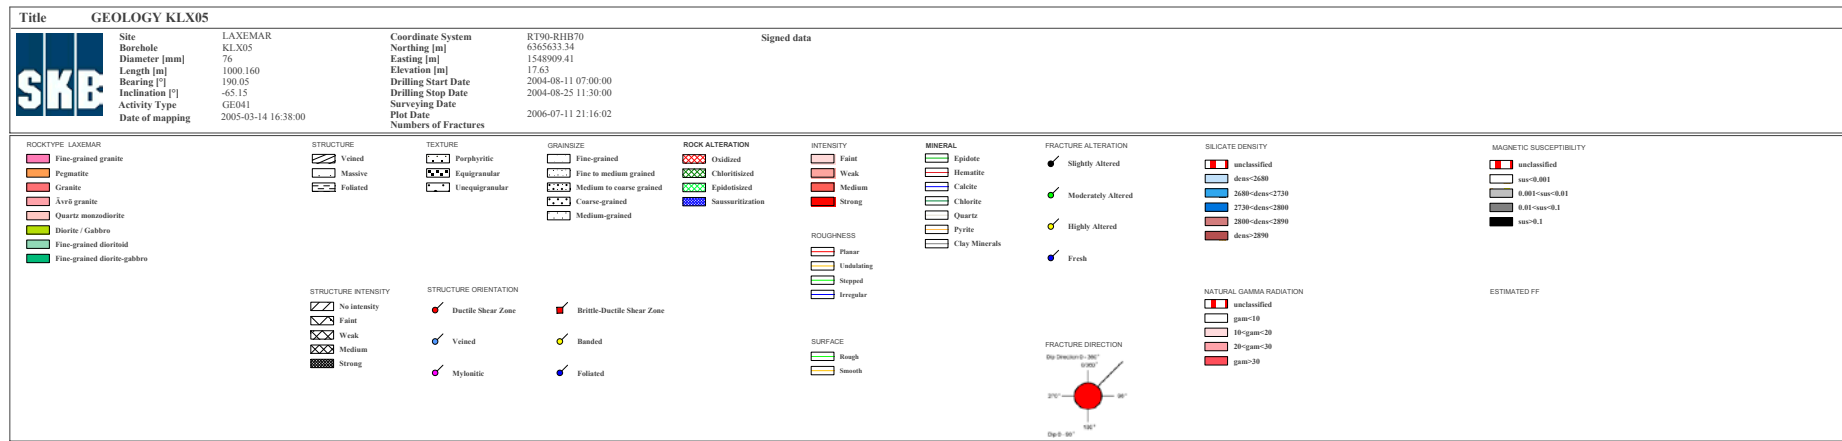 Title GEOLOGY KLX05
SKB
Site LAXEMAR
Borehole KLX05
Diameter [mm] 76
Length [m] 1000.160
Bearing [°] 190.05
Inclination [°] -65.15
Activity Type GE041
Date of mapping 2005-03-14 16:38:00
Coordinate System RT90-RHB70
Northing [m] 6365633.34
Easting [m] 1548909.41
Elevation [m] 17.63
Drilling Start Date 2004-08-11 07:00:00
Drilling Stop Date 2004-08-25 11:30:00
Surveying Date
Plot Date 2006-07-11 21:16:02
Numbers of Fractures
Signed data
ROCKTYPE LAXEMAR
Fine-grained granite
Pegmatite
Granite
Ävrö granite
Quartz monzodiorite
Diorite / Gabbro
Fine-grained dioritoid
Fine-grained diorite-gabbro
STRUCTURE
Veined
Massive
Foliated
TEXTURE
Porphyritic
Equigranular
Unequigranular
GRAINSIZE
Fine-grained
Fine to medium grained
Medium to coarse grained
Coarse-grained
Medium-grained
ROCK ALTERATION
Oxidized
Chloritisized
Epidotisized
Saussuritization
INTENSITY
Faint
Weak
Medium
Strong
ROUGHNESS
Planar
Undulating
Stepped
Irregular
SURFACE
Rough
Smooth
MINERAL
Epidote
Hematite
Calcite
Chlorite
Quartz
Pyrite
Clay Minerals
FRACTURE ALTERATION
Slightly Altered
Moderately Altered
Highly Altered
Fresh
FRACTURE DIRECTION
Dip Direction 0 - 360°
0/360°
270°
90°
180°
Dip 0 - 90°
SILICATE DENSITY
unclassified
dens<2680
2680<dens<2730
2730<dens<2800
2800<dens<2890
dens>2890
NATURAL GAMMA RADIATION
unclassified
gam<10
10<gam<20
20<gam<30
gam>30
MAGNETIC SUSCEPTIBILITY
unclassified
sus<0.001
0.001<sus<0.01
0.01<sus<0.1
sus>0.1
ESTIMATED FF
STRUCTURE INTENSITY
No intensity
Faint
Weak
Medium
Strong
STRUCTURE ORIENTATION
Ductile Shear Zone
Brittle-Ductile Shear Zone
Veined
Banded
Mylonitic
Foliated